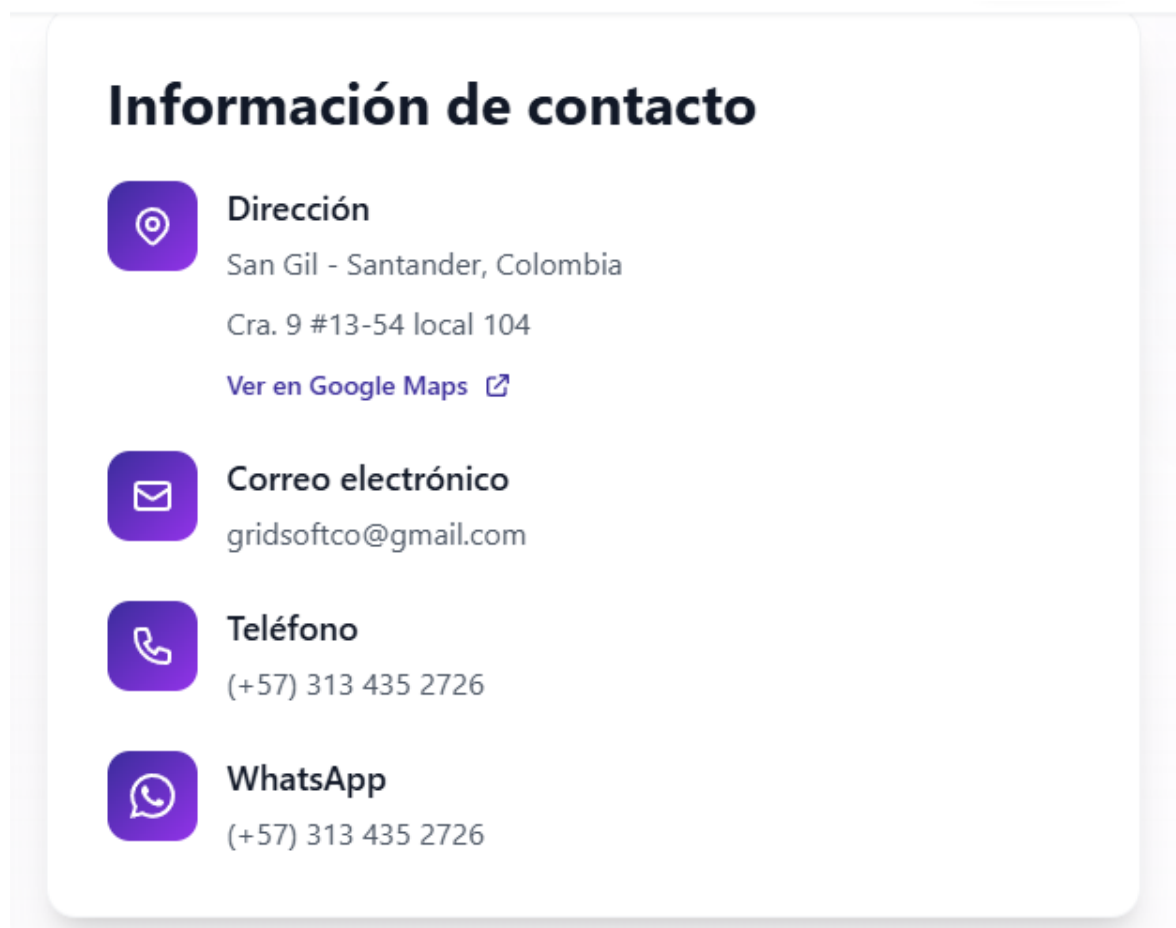 Información de contacto
Dirección
San Gil - Santander, Colombia
Cra. 9 #13-54 local 104
Ver en Google Maps
Correo electrónico
gridsoftco@gmail.com
Teléfono
(+57) 313 435 2726
WhatsApp
(+57) 313 435 2726